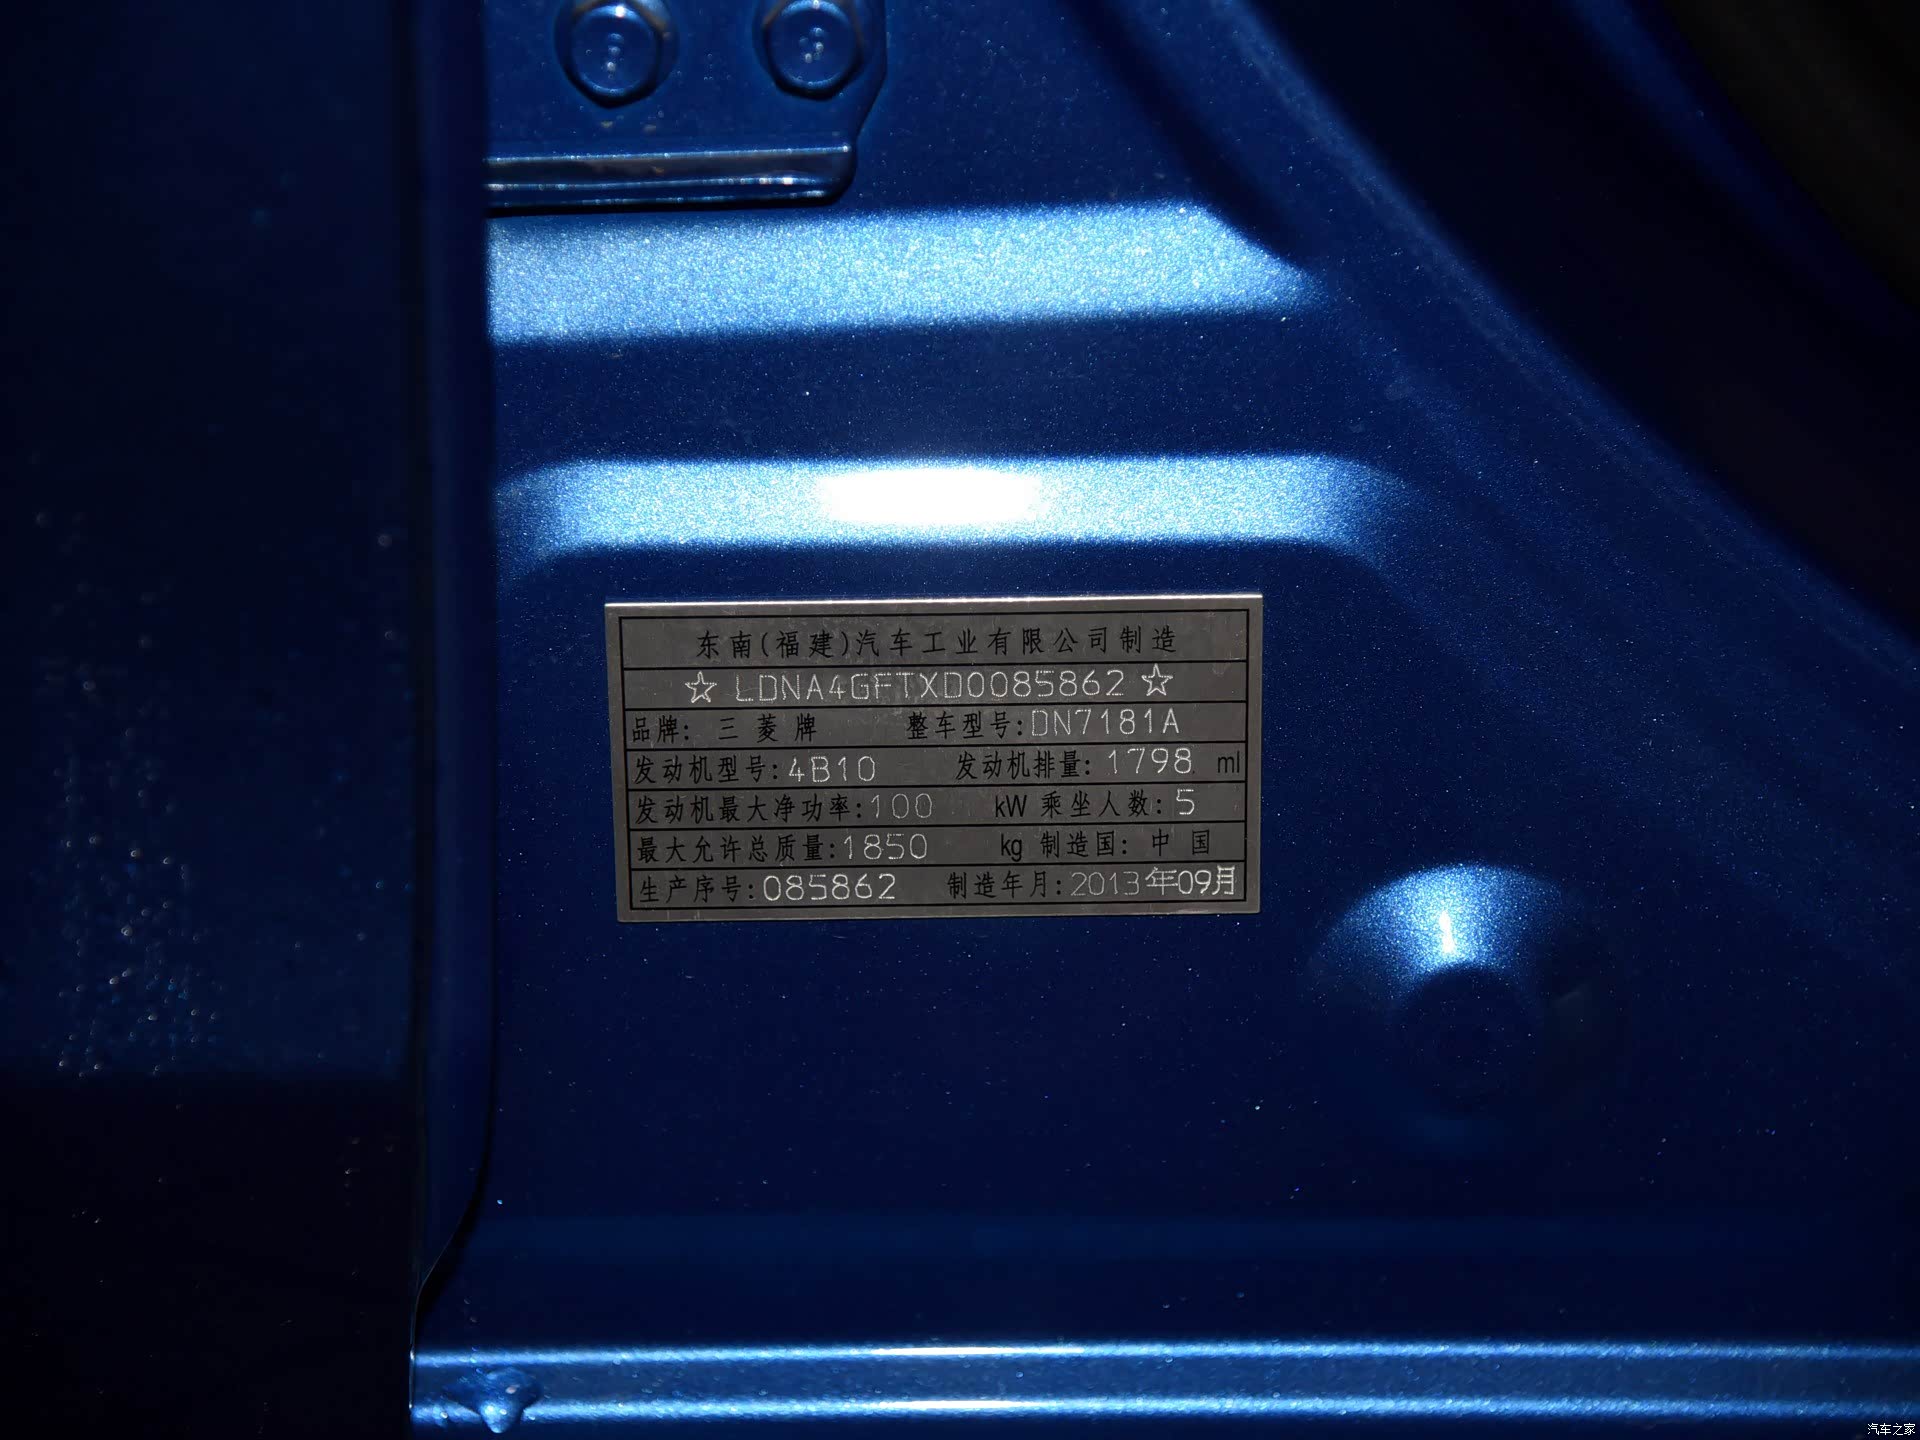 东南(福建)汽车工业有限公司制造
☆ LDNA4GFTXD0085862 ☆
品牌: 三菱牌 整车型号:DN7181A
发动机型号:4B10 发动机排量: 1798 ml
发动机最大净功率:100 kW 乘坐人数: 5
最大允许总质量:1850 kg 制造国: 中国
生产序号:085862 制造年月:2013年09月
汽车之家